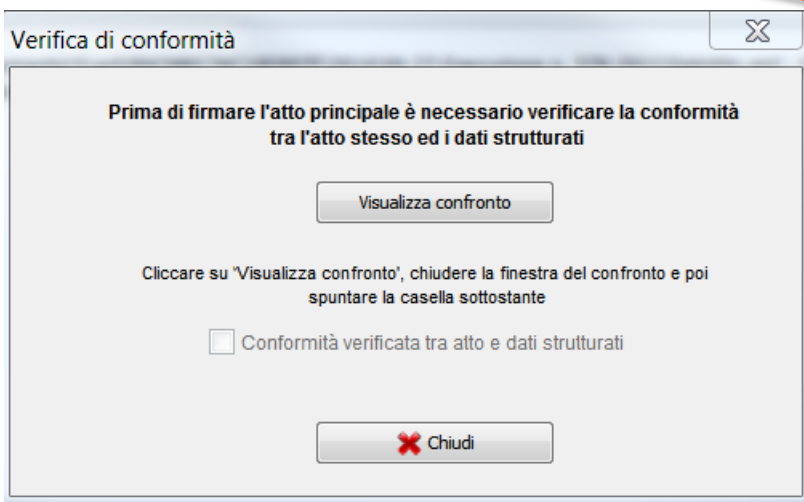 Verifica di conformità
Prima di firmare l'atto principale è necessario verificare la conformità
tra l'atto stesso ed i dati strutturati
Visualizza confronto
Cliccare su 'Visualizza confronto', chiudere la finestra del confronto e poi
spuntare la casella sottostante
Conformità verificata tra atto e dati strutturati
Chiudi